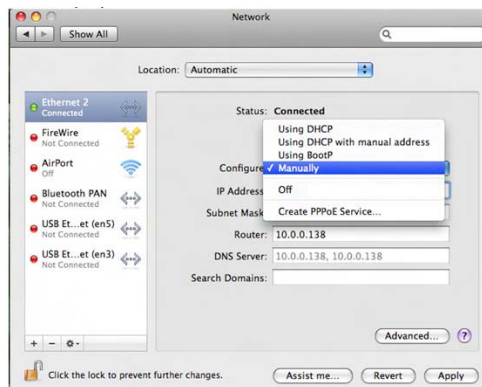 Network
Show All
Location: Automatic
Ethernet 2
Connected
FireWire
Not Connected
AirPort
Off
Bluetooth PAN
Not Connected
USB Et...et (en5)
Not Connected
USB Et...et (en3)
Not Connected
Status: Connected
Using DHCP
Using DHCP with manual address
Using BootP
Configure ✓ Manually
Off
Create PPPoE Service...
IP Address
Subnet Mask
Router: 10.0.0.138
DNS Server: 10.0.0.138, 10.0.0.138
Search Domains:
Advanced... ?
Click the lock to prevent further changes.
Assist me... Revert Apply